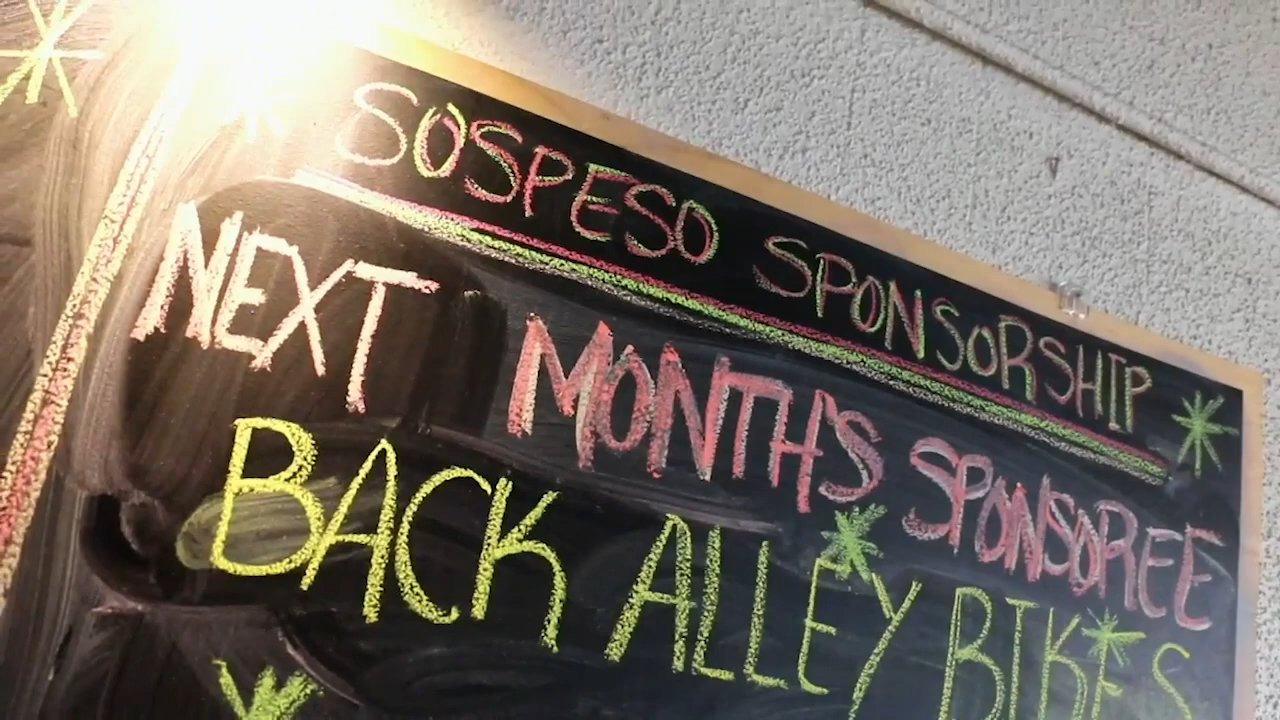 SOSPESO SPONSORSHIP
NEXT MONTH'S SPONSOREE
BACK ALLEY BIKES